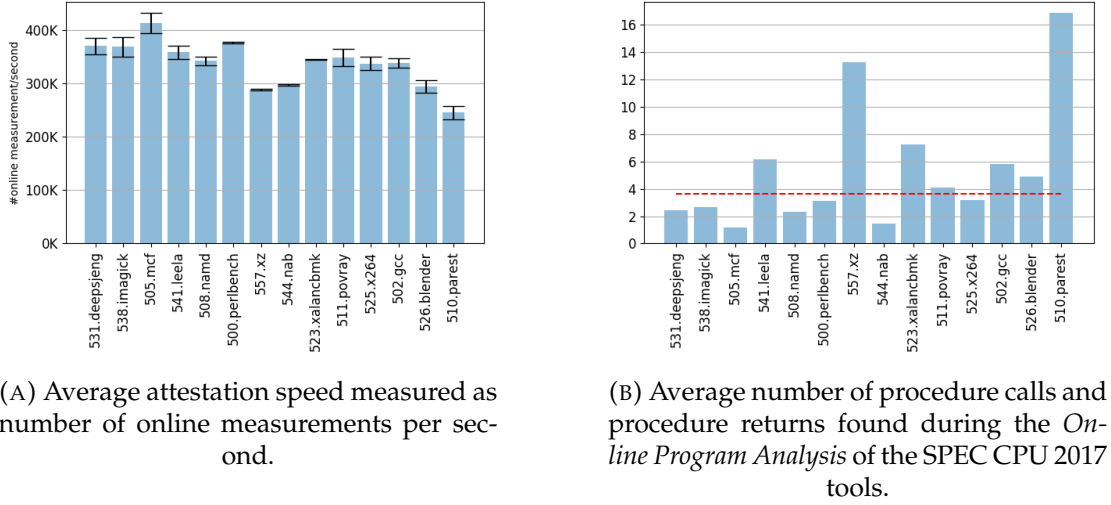 #online measurement/second
400K
300K
200K
100K
0K
531.deepsjeng
538.imagick
505.mcf
541.leela
508.namd
500.perlbench
557.xz
544.nab
523.xalancbmk
511.povray
525.x264
502.gcc
526.blender
510.parest
(A) Average attestation speed measured as
number of online measurements per sec-
ond.
16
14
12
10
8
6
4
2
0
531.deepsjeng
538.imagick
505.mcf
541.leela
508.namd
500.perlbench
557.xz
544.nab
523.xalancbmk
511.povray
525.x264
502.gcc
526.blender
510.parest
(B) Average number of procedure calls and
procedure returns found during the On-
line Program Analysis of the SPEC CPU 2017
tools.